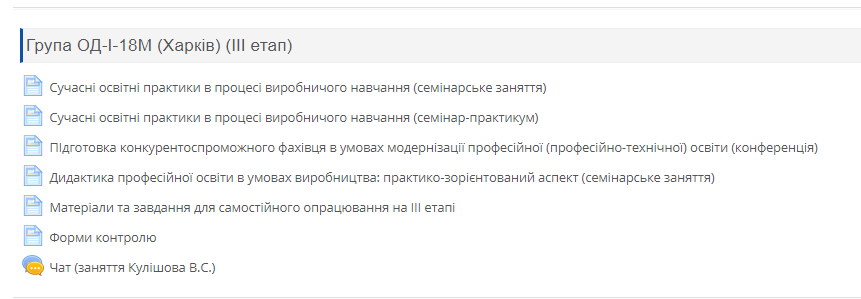 Група ОД-І-18М (Харків) (ІІІ етап)
Сучасні освітні практики в процесі виробничого навчання (семінарське заняття)
Сучасні освітні практики в процесі виробничого навчання (семінар-практикум)
Підготовка конкурентоспроможного фахівця в умовах модернізації професійної (професійно-технічної) освіти (конференція)
Дидактика професійної освіти в умовах виробництва: практико-зорієнтований аспект (семінарське заняття)
Матеріали та завдання для самостійного опрацювання на ІІІ етапі
Форми контролю
Чат (заняття Кулішова В.С.)